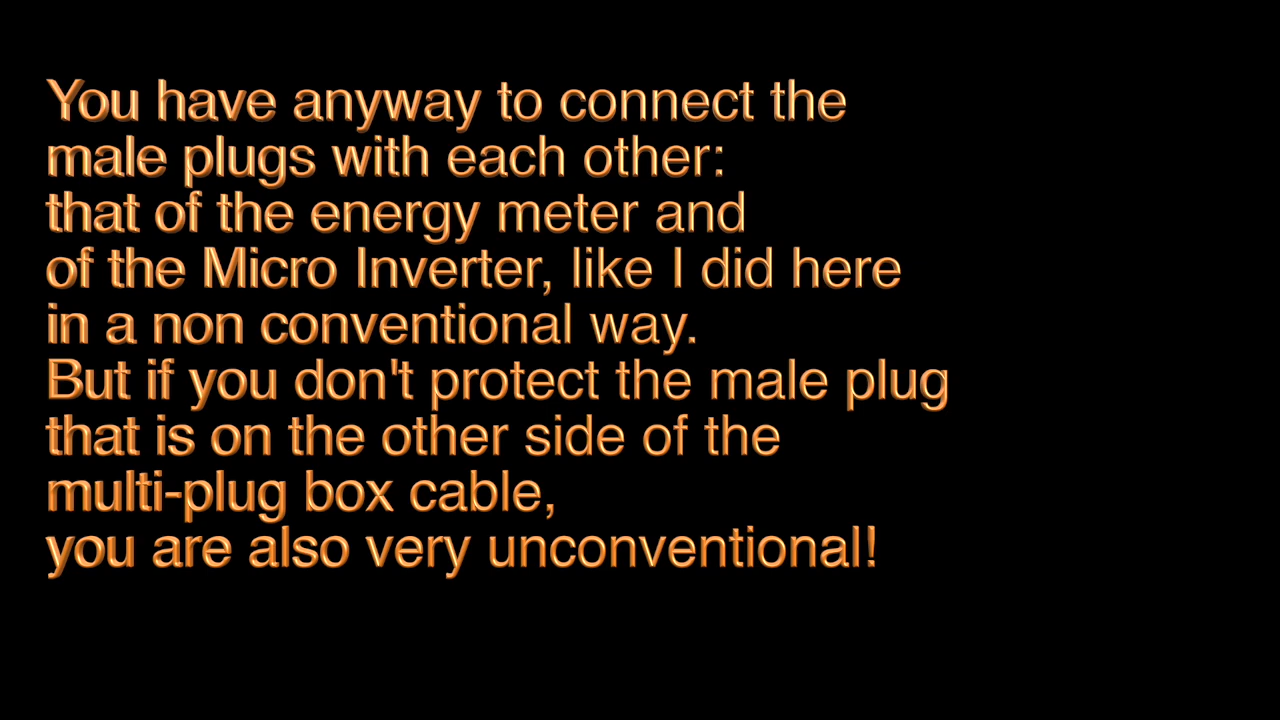 You have anyway to connect the
male plugs with each other:
that of the energy meter and
of the Micro Inverter, like I did here
in a non conventional way.
But if you don't protect the male plug
that is on the other side of the
multi-plug box cable,
you are also very unconventional!